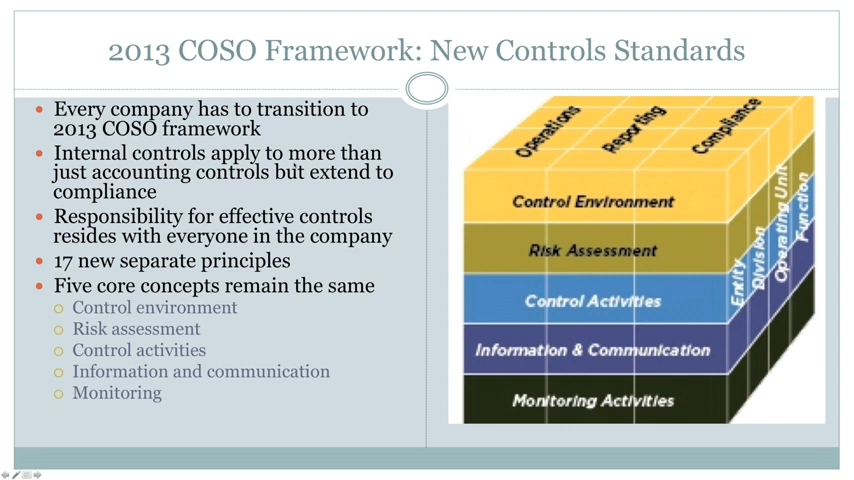 2013 COSO Framework: New Controls Standards
Every company has to transition to
2013 COSO framework
Internal controls apply to more than
just accounting controls but extend to
compliance
Responsibility for effective controls
resides with everyone in the company
17 new separate principles
Five core concepts remain the same
Control environment
Risk assessment
Control activities
Information and communication
Monitoring
Operations
Reporting
Compliance
Control Environment
Risk Assessment
Control Activities
Information & Communication
Monitoring Activities
Entity
Division
Operating Unit
Function